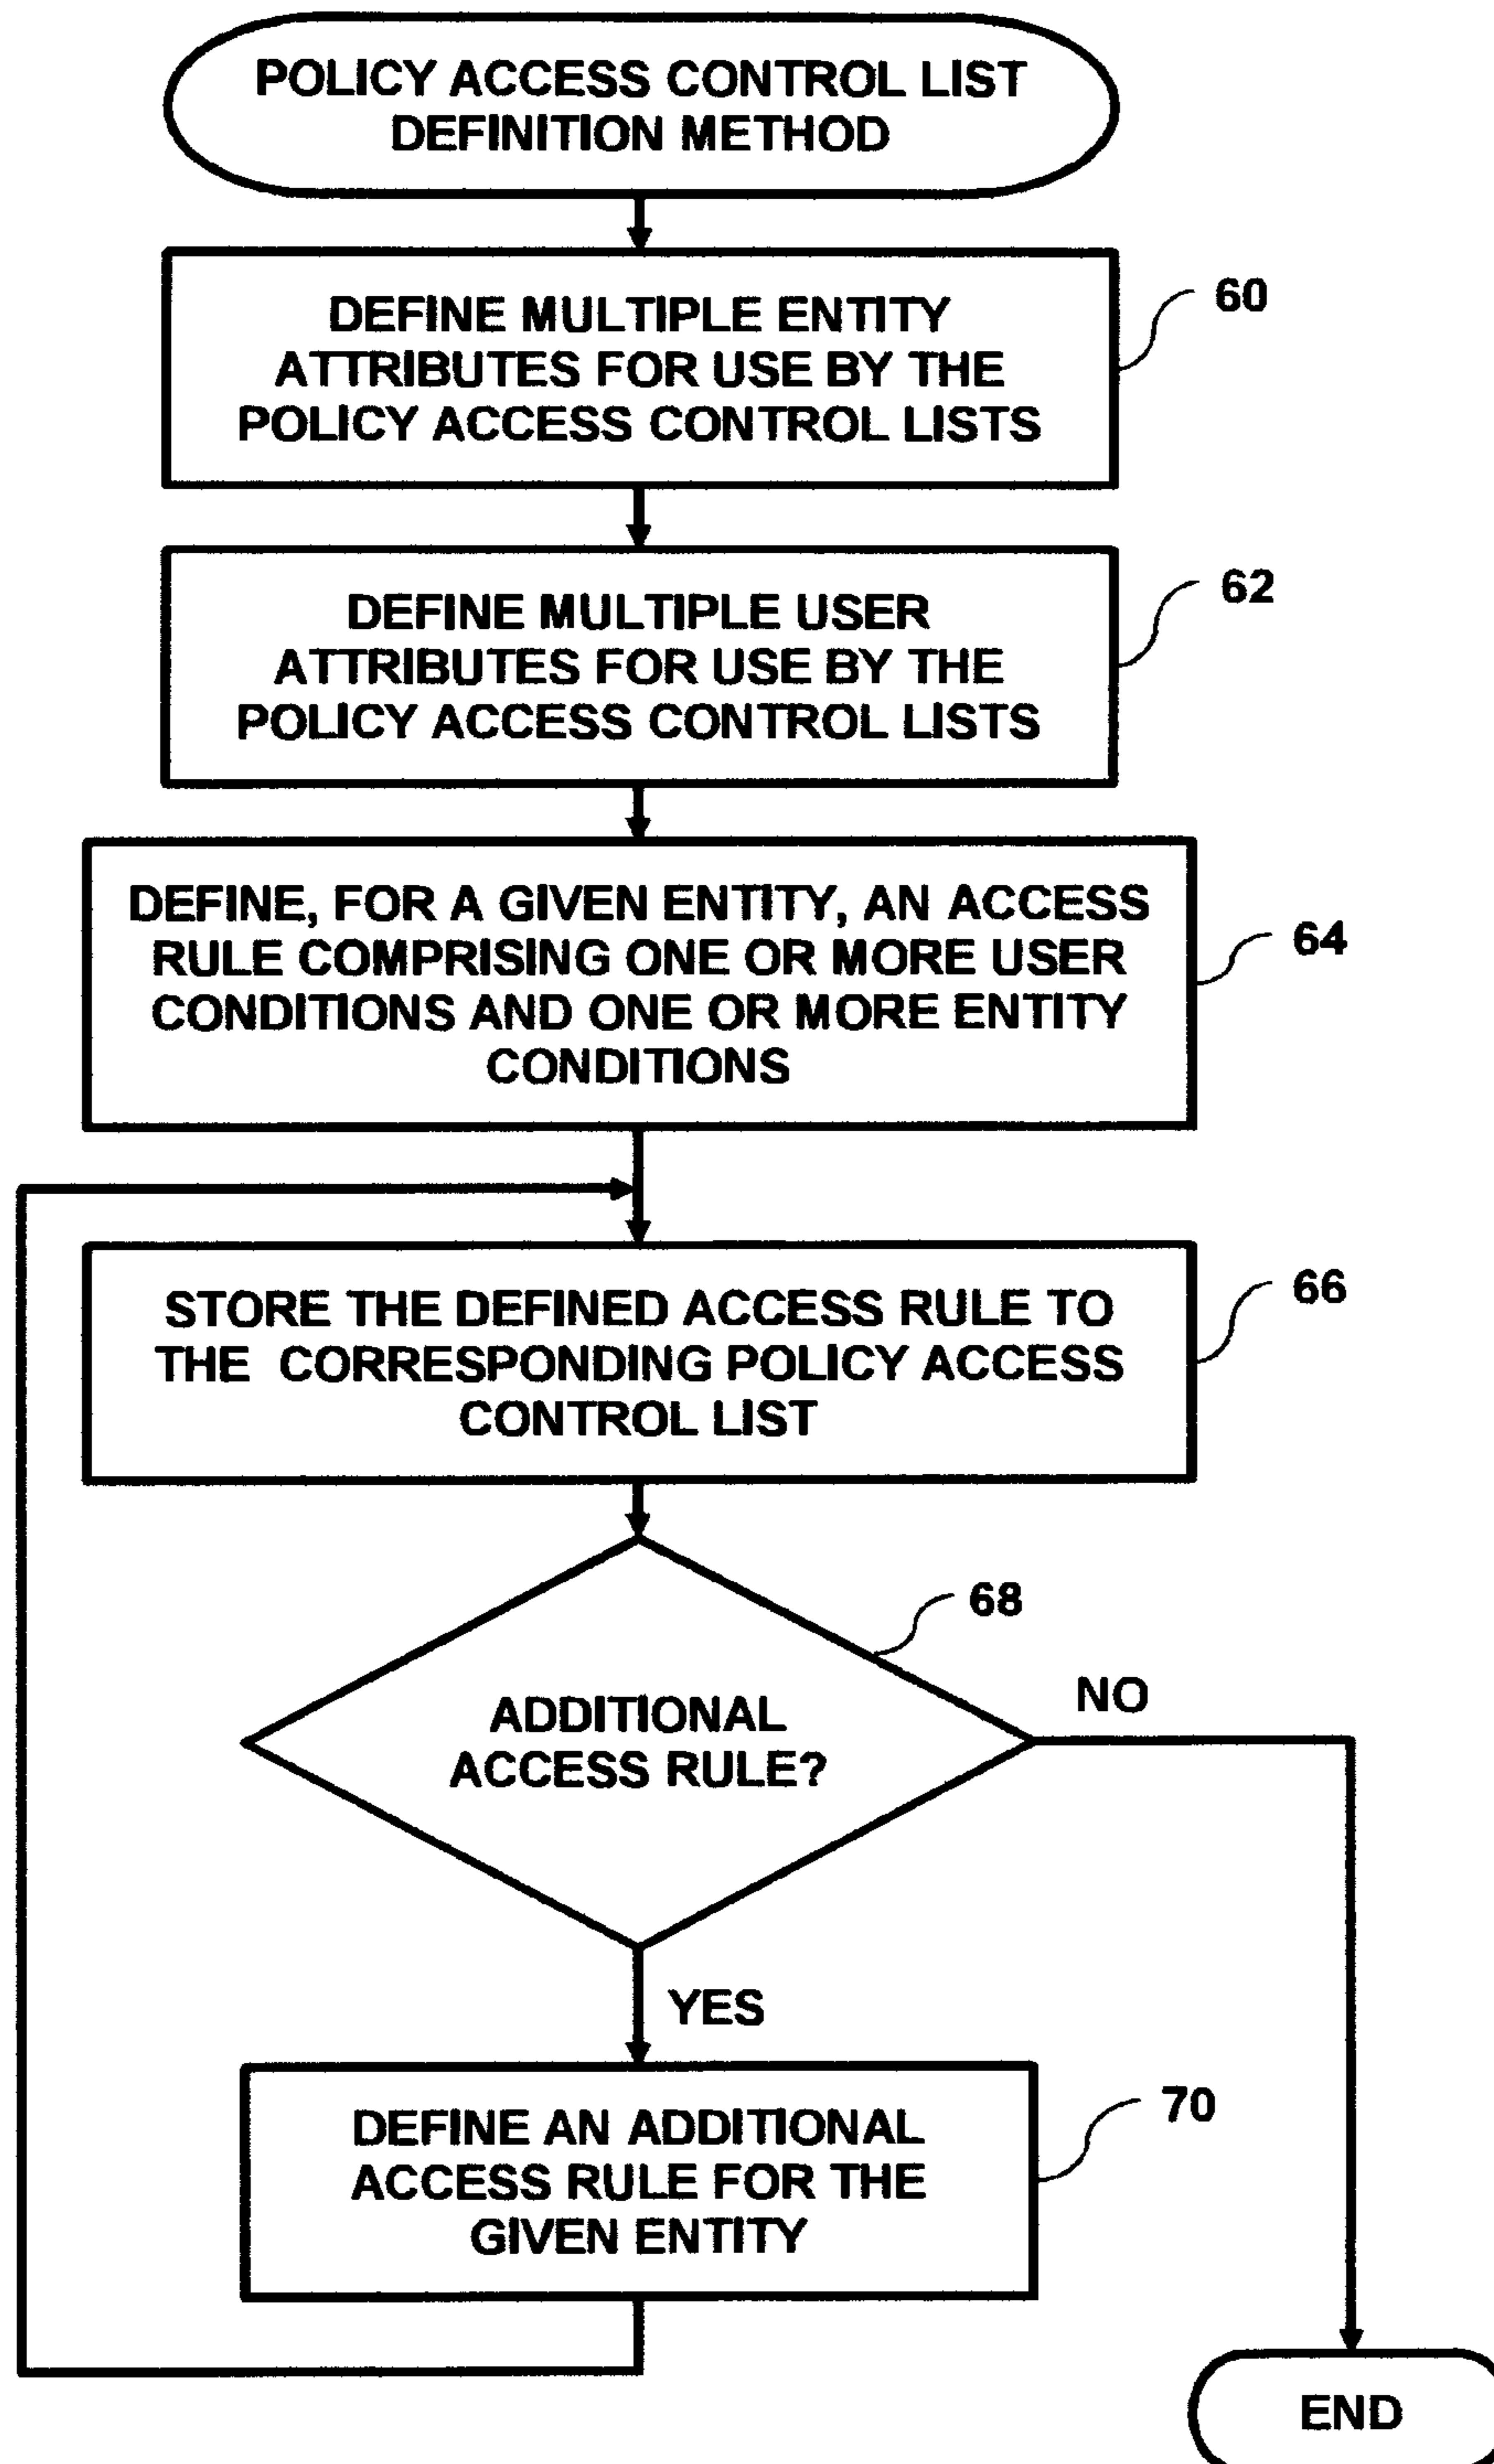 POLICY ACCESS CONTROL LIST
DEFINITION METHOD
DEFINE MULTIPLE ENTITY
ATTRIBUTES FOR USE BY THE
POLICY ACCESS CONTROL LISTS
60
DEFINE MULTIPLE USER
ATTRIBUTES FOR USE BY THE
POLICY ACCESS CONTROL LISTS
62
DEFINE, FOR A GIVEN ENTITY, AN ACCESS
RULE COMPRISING ONE OR MORE USER
CONDITIONS AND ONE OR MORE ENTITY
CONDITIONS
64
STORE THE DEFINED ACCESS RULE TO
THE CORRESPONDING POLICY ACCESS
CONTROL LIST
66
68
ADDITIONAL
ACCESS RULE?
NO
YES
DEFINE AN ADDITIONAL
ACCESS RULE FOR THE
GIVEN ENTITY
70
END